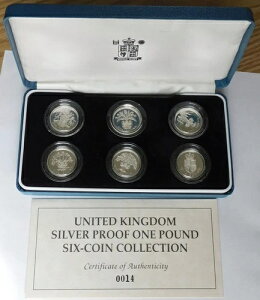 UNITED KINGDOM
SILVER PROOF ONE POUND
SIX-COIN COLLECTION
Certificate of Authenticity
0014